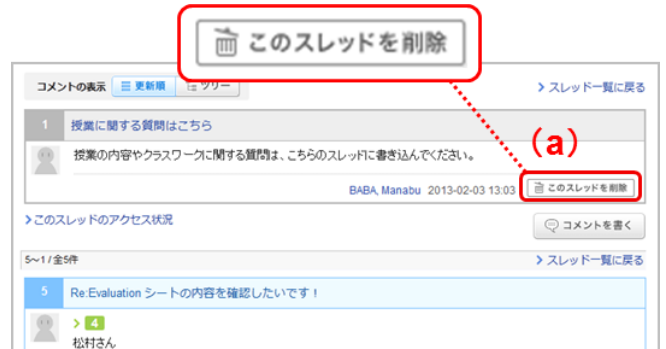 このスレッドを削除
コメントの表示 更新順 ツリー
スレッド一覧に戻る
1 授業に関する質問はこちら
(a)
授業の内容やクラスワークに関する質問は、こちらのスレッドに書き込んでください。
BABA, Manabu 2013-02-03 13:03 このスレッドを削除
このスレッドのアクセス状況
コメントを書く
5~1 / 全5件
スレッド一覧に戻る
5 Re:Evaluation シートの内容を確認したいです!
4
松村さん